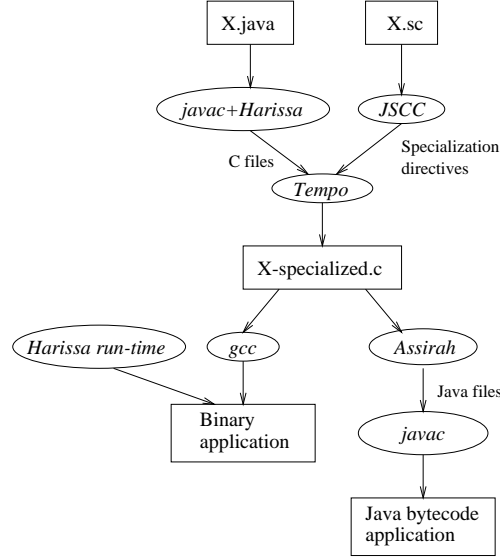 X.java
X.sc
javac+Harissa
JSCC
C files
Specialization
directives
Tempo
X-specialized.c
Harissa run-time
gcc
Assirah
Java files
Binary
application
javac
Java bytecode
application